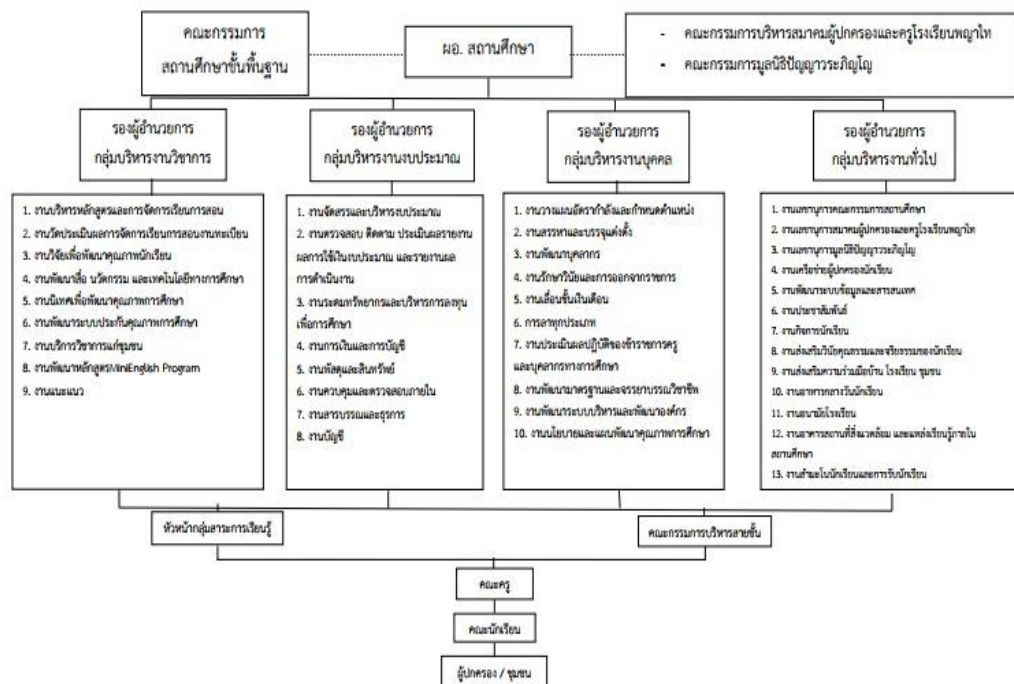 คณะกรรมการ
สถานศึกษาขั้นพื้นฐาน
ผอ. สถานศึกษา
- คณะกรรมการบริหารสมาคมผู้ปกครองและครูโรงเรียนพญาไท
- คณะกรรมการมูลนิธิปัญญาวระภิญโญ
รองผู้อำนวยการ
กลุ่มบริหารงานวิชาการ
รองผู้อำนวยการ
กลุ่มบริหารงานงบประมาณ
รองผู้อำนวยการ
กลุ่มบริหารงานบุคคล
รองผู้อำนวยการ
กลุ่มบริหารงานทั่วไป
1. งานบริหารหลักสูตรและการจัดการเรียนการสอน
2. งานวัดประเมินผลการจัดการเรียนการสอนงานทะเบียน
3. งานวิจัยเพื่อพัฒนาคุณภาพนักเรียน
4. งานพัฒนาสื่อ นวัตกรรม และเทคโนโลยีทางการศึกษา
5. งานนิเทศเพื่อพัฒนาคุณภาพการศึกษา
6. งานพัฒนาระบบประกันคุณภาพการศึกษา
7. งานบริการวิชาการแก่ชุมชน
8. งานพัฒนาหลักสูตรMiniEnglish Program
9. งานแนะแนว
1. งานจัดสรรและบริหารงบประมาณ
2. งานตรวจสอบ ติดตาม ประเมินผลรายงาน
ผลการใช้เงินงบประมาณ และรายงานผล
การดำเนินงาน
3. งานระดมทรัพยากรและบริหารการลงทุน
เพื่อการศึกษา
4. งานการเงินและการบัญชี
5. งานพัสดุและสินทรัพย์
6. งานควบคุมและตรวจสอบภายใน
7. งานสารบรรณและธุรการ
8. งานบัญชี
1. งานวางแผนอัตรากำลังและกำหนดตำแหน่ง
2. งานสรรหาและบรรจุแต่งตั้ง
3. งานพัฒนาบุคลากร
4. งานรักษาวินัยและการออกจากราชการ
5. งานเลื่อนขั้นเงินเดือน
6. การลาทุกประเภท
7. งานประเมินผลปฏิบัติของข้าราชการครู
และบุคลากรทางการศึกษา
8. งานพัฒนามาตรฐานและจรรยาบรรณวิชาชีพ
9. งานพัฒนาระบบบริหารและพัฒนาองค์กร
10. งานนโยบายและแผนพัฒนาคุณภาพการศึกษา
1. งานเลขานุการคณะกรรมการสถานศึกษา
2. งานเลขานุการสมาคมผู้ปกครองและครูโรงเรียนพญาไท
3. งานเลขานุการมูลนิธิปัญญาวระภิญโญ
4. งานเครือข่ายผู้ปกครองนักเรียน
5. งานพัฒนาระบบข้อมูลและสารสนเทศ
6. งานประชาสัมพันธ์
7. งานกิจการนักเรียน
8. งานส่งเสริมวินัยคุณธรรมและจริยธรรมของนักเรียน
9. งานส่งเสริมความร่วมมือบ้าน โรงเรียน ชุมชน
10. งานอาหารกลางวันนักเรียน
11. งานอนามัยโรงเรียน
12. งานอาคารสถานที่สิ่งแวดล้อม และแหล่งเรียนรู้ภายใน
สถานศึกษา
13. งานสำมะโนนักเรียนและการรับนักเรียน
หัวหน้ากลุ่มสาระการเรียนรู้
คณะกรรมการบริหารสายชั้น
คณะครู
คณะนักเรียน
ผู้ปกครอง / ชุมชน